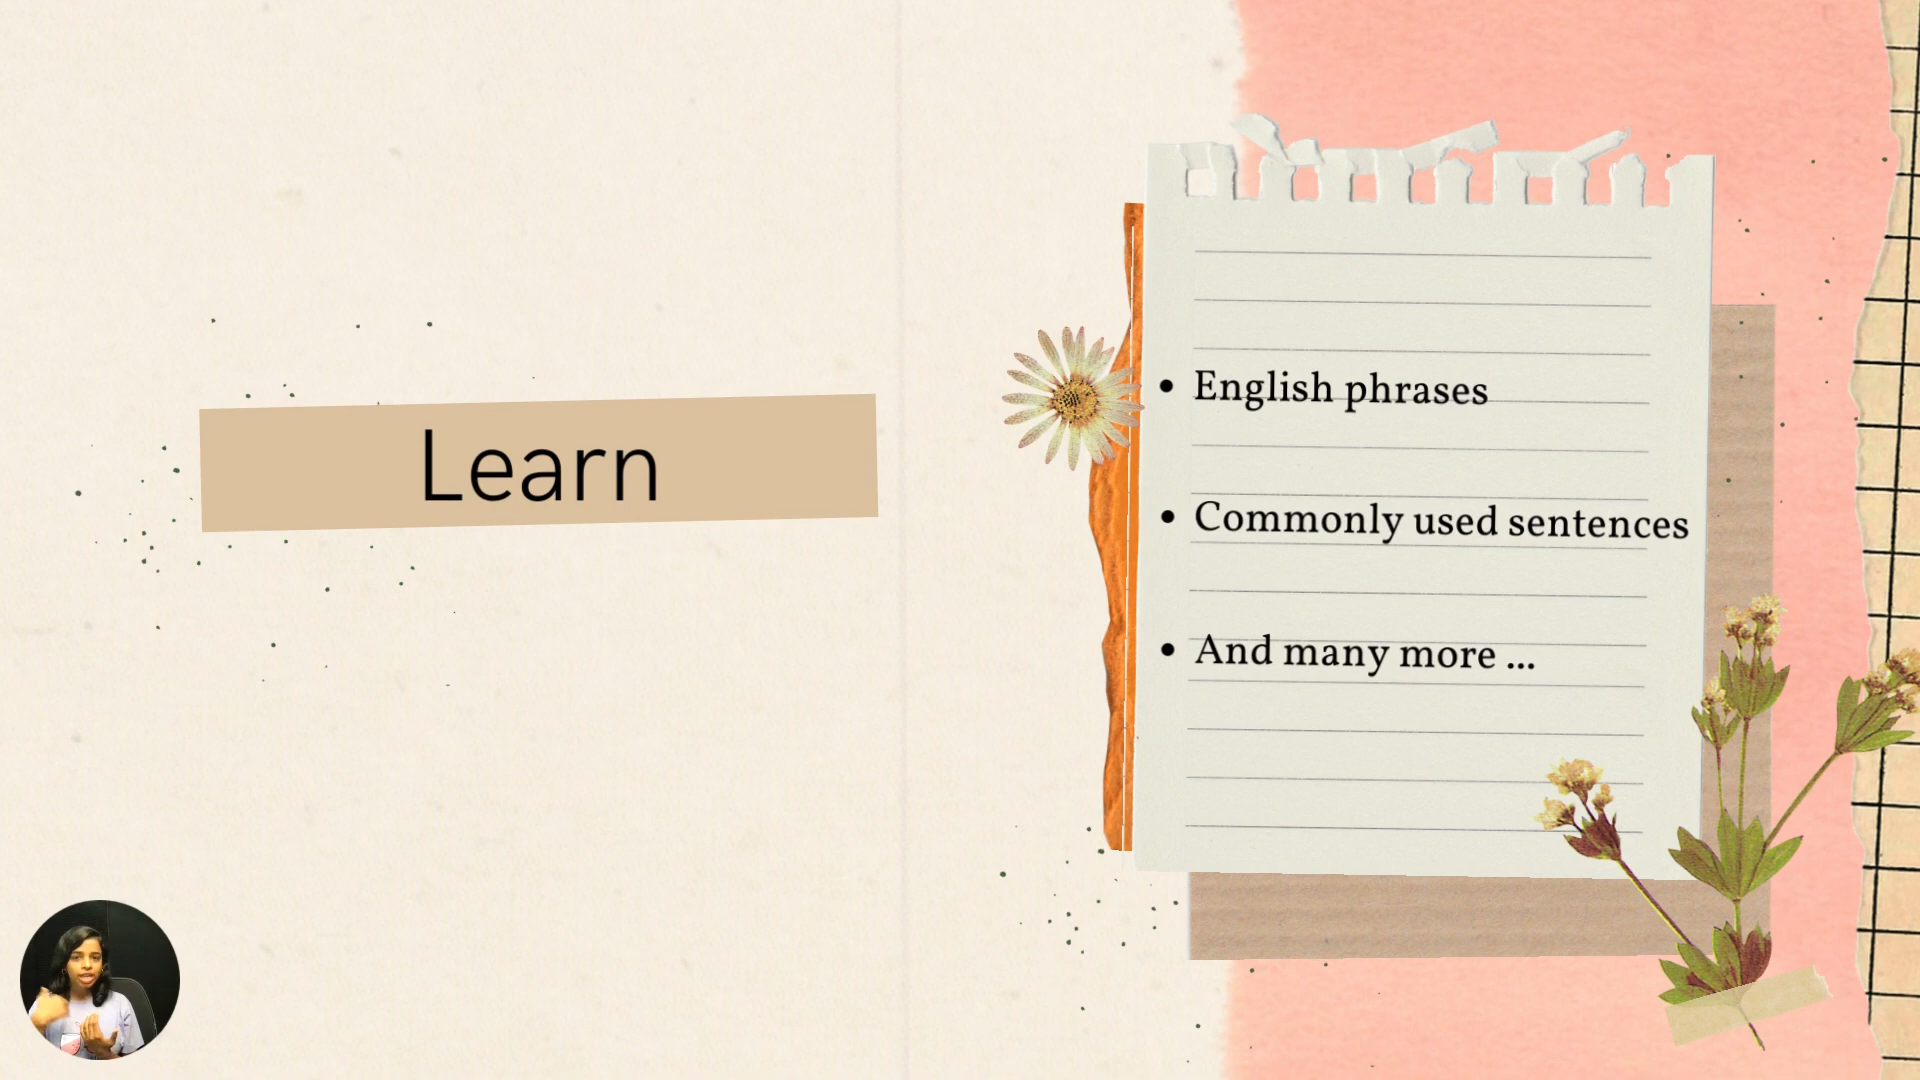 Learn
• English phrases
• Commonly used sentences
• And many more ...